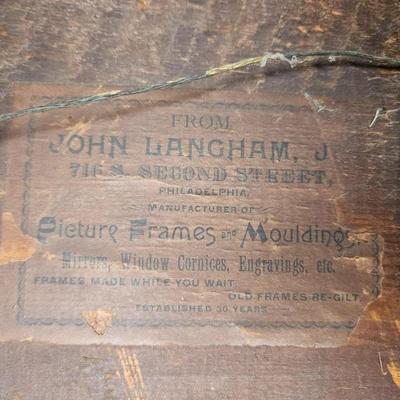 FROM
JOHN LANGHAM, J
716 S. SECOND STREET,
PHILADELPHIA.
MANUFACTURER OF
Picture Frames and Mouldings,
Mirrors, Window Cornices, Engravings, etc.
FRAMES MADE WHILE YOU WAIT.
OLD FRAMES RE-GILT.
ESTABLISHED 30 YEARS